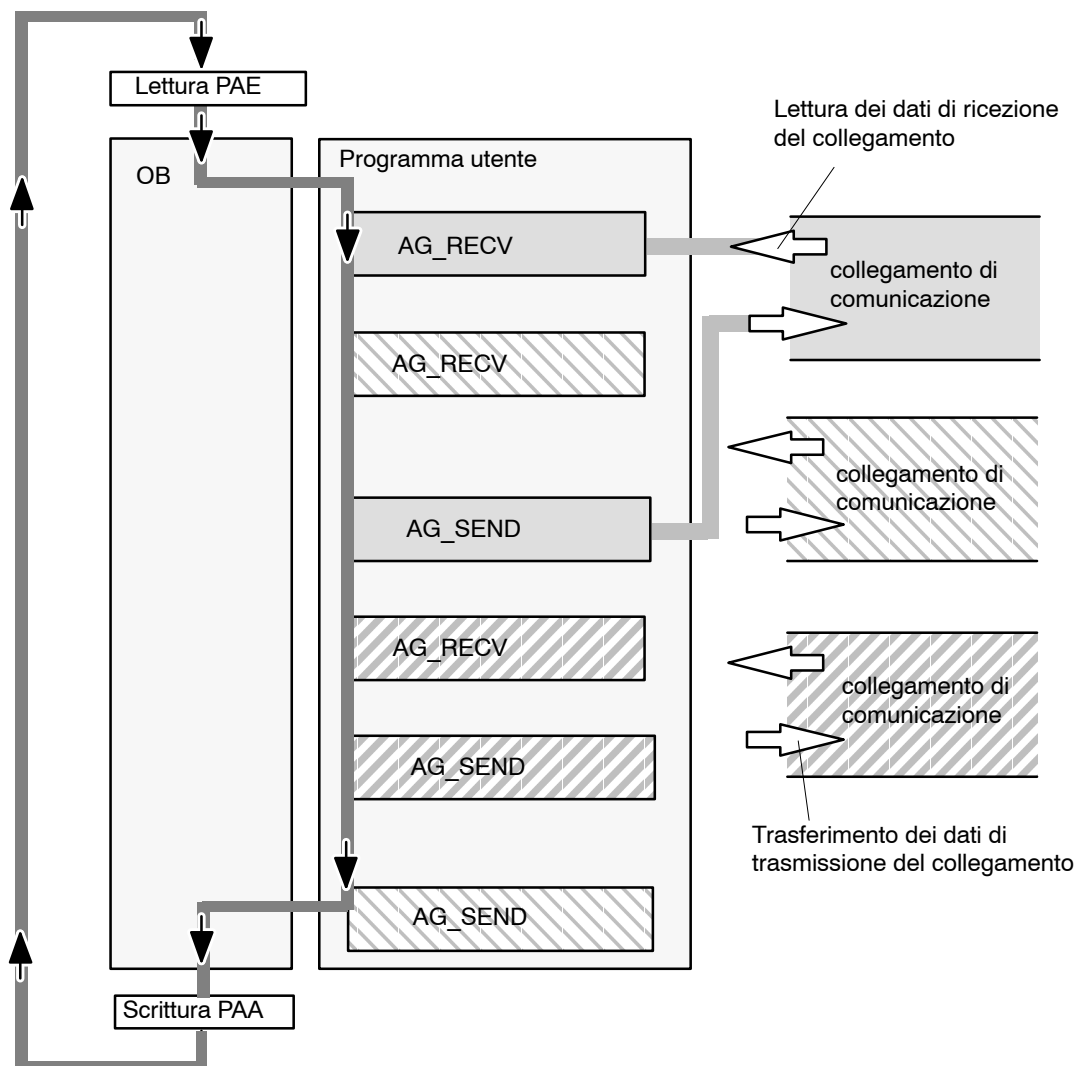 Lettura PAE
Lettura dei dati di ricezione
del collegamento
Programma utente
OB
AG_RECV
collegamento di
comunicazione
AG_RECV
collegamento di
comunicazione
AG_SEND
AG_RECV
collegamento di
comunicazione
AG_SEND
Trasferimento dei dati di
trasmissione del collegamento
AG_SEND
Scrittura PAA